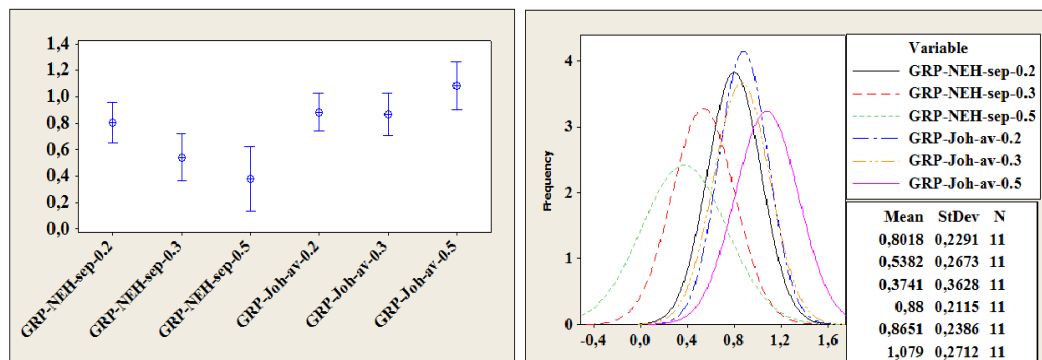 1,4
1,2
1,0
0,8
0,6
0,4
0,2
0,0
GRP-NEH-sep-0.2
GRP-NEH-sep-0.3
GRP-NEH-sep-0.5
GRP-Joh-av-0.2
GRP-Joh-av-0.3
GRP-Joh-av-0.5
Frequency
4
3
2
1
0
-0,4 0,0 0,4 0,8 1,2 1,6
Variable
GRP-NEH-sep-0.2
GRP-NEH-sep-0.3
GRP-NEH-sep-0.5
GRP-Joh-av-0.2
GRP-Joh-av-0.3
GRP-Joh-av-0.5
Mean StDev N
0,8018 0,2291 11
0,5382 0,2673 11
0,3741 0,3628 11
0,88 0,2115 11
0,8651 0,2386 11
1,079 0,2712 11